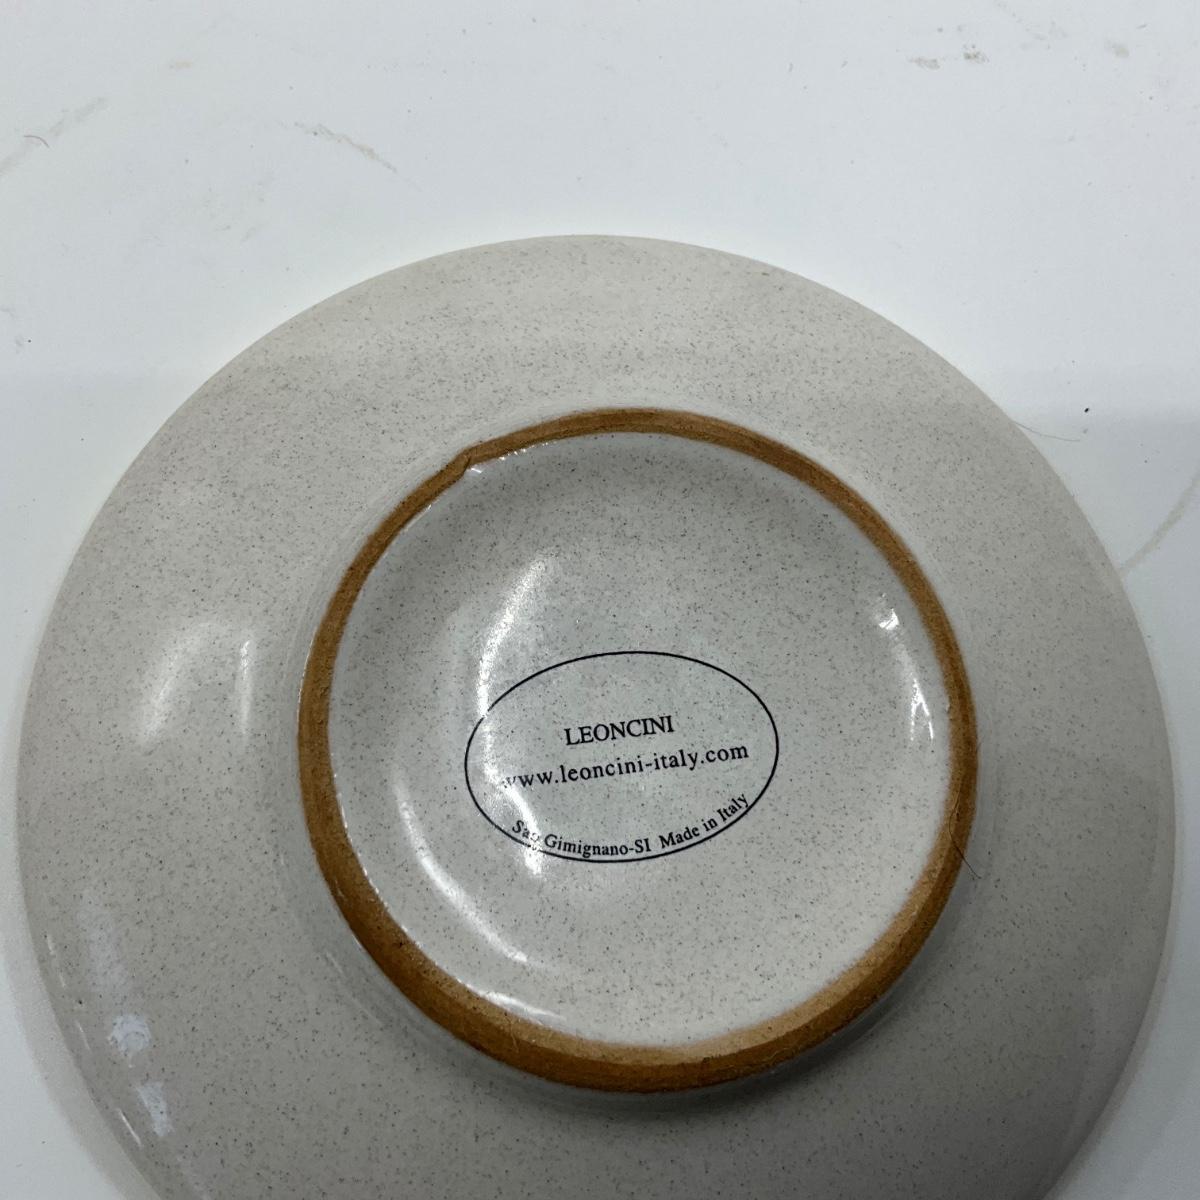 LEONCINI
www.leoncini-italy.com
San Gimignano-SI Made in Italy